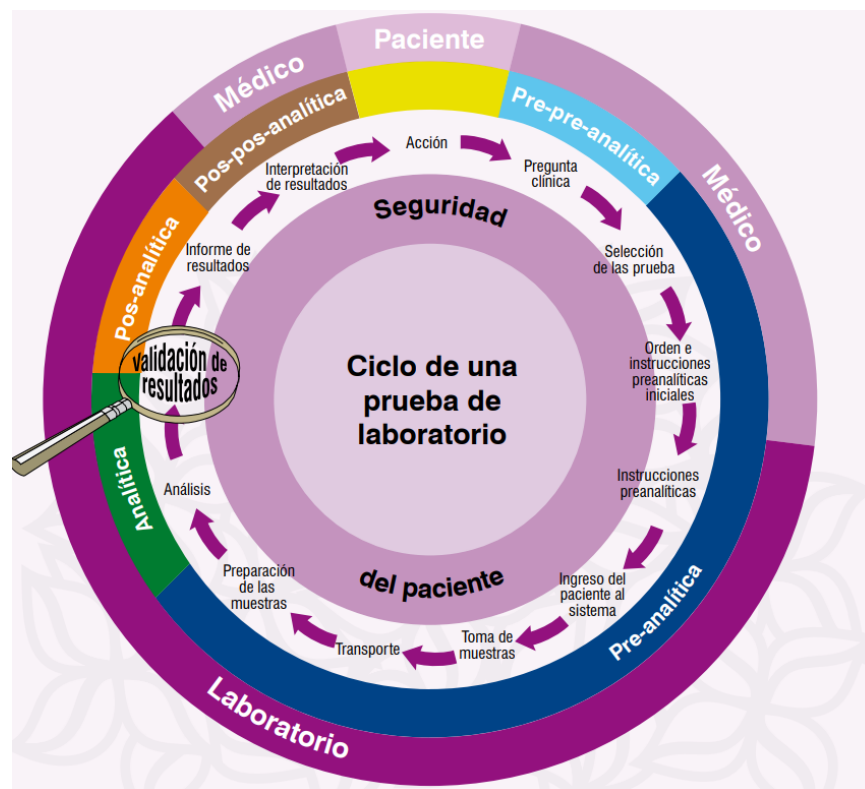 Paciente
Médico
Pos-pos-analítica
Pre-pre-analítica
Médico
Acción
Pregunta
clínica
Selección
de las prueba
Orden e
instrucciones
preanalíticas
iniciales
Instrucciones
preanalíticas
Ingreso del
paciente al
sistema
Toma de
muestras
Transporte
Preparación
de las
muestras
Análisis
Validación de
resultados
Informe de
resultados
Interpretación
de resultados
Pos-analítica
Analítica
Pre-analítica
Laboratorio
Seguridad
del paciente
Ciclo de una
prueba de
laboratorio